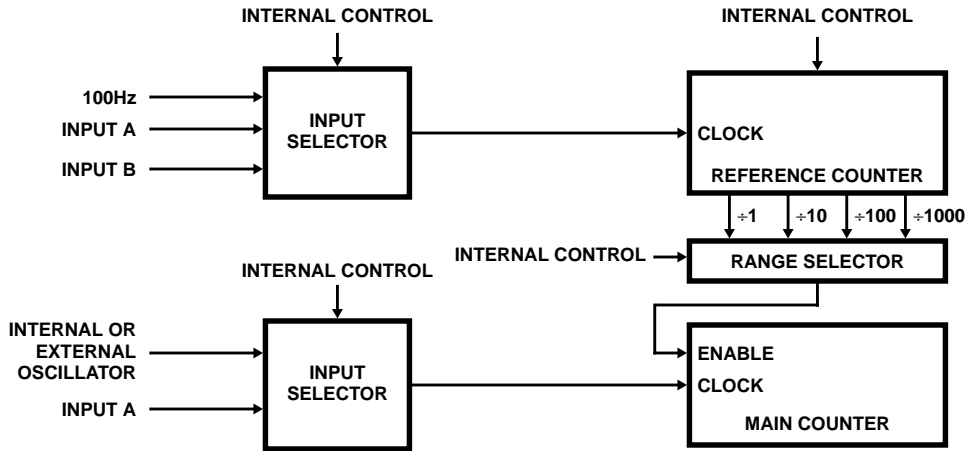 INTERNAL CONTROL
INTERNAL CONTROL
100Hz
INPUT A
INPUT B
INPUT
SELECTOR
CLOCK
REFERENCE COUNTER
÷1
÷10
÷100
÷1000
INTERNAL CONTROL
RANGE SELECTOR
INTERNAL CONTROL
INTERNAL OR
EXTERNAL
OSCILLATOR
INPUT A
INPUT
SELECTOR
ENABLE
CLOCK
MAIN COUNTER